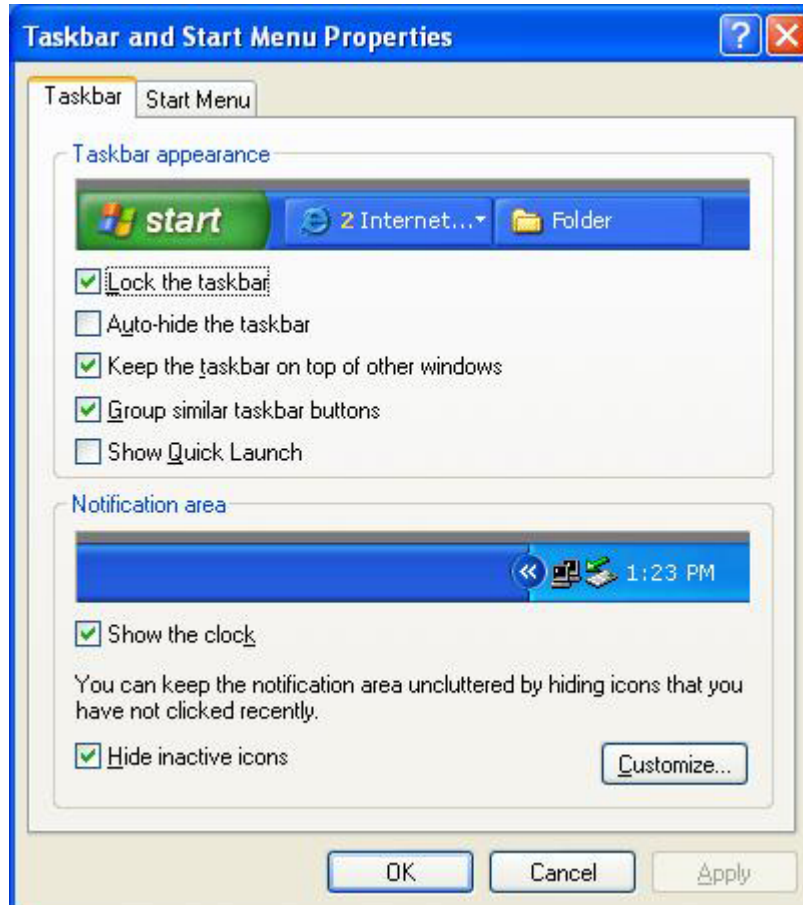 Taskbar and Start Menu Properties
Taskbar
Start Menu
Taskbar appearance
start
2 Internet...
Folder
Lock the taskbar
Auto-hide the taskbar
Keep the taskbar on top of other windows
Group similar taskbar buttons
Show Quick Launch
Notification area
1:23 PM
Show the clock
You can keep the notification area uncluttered by hiding icons that you
have not clicked recently.
Hide inactive icons
Customize...
OK
Cancel
Apply